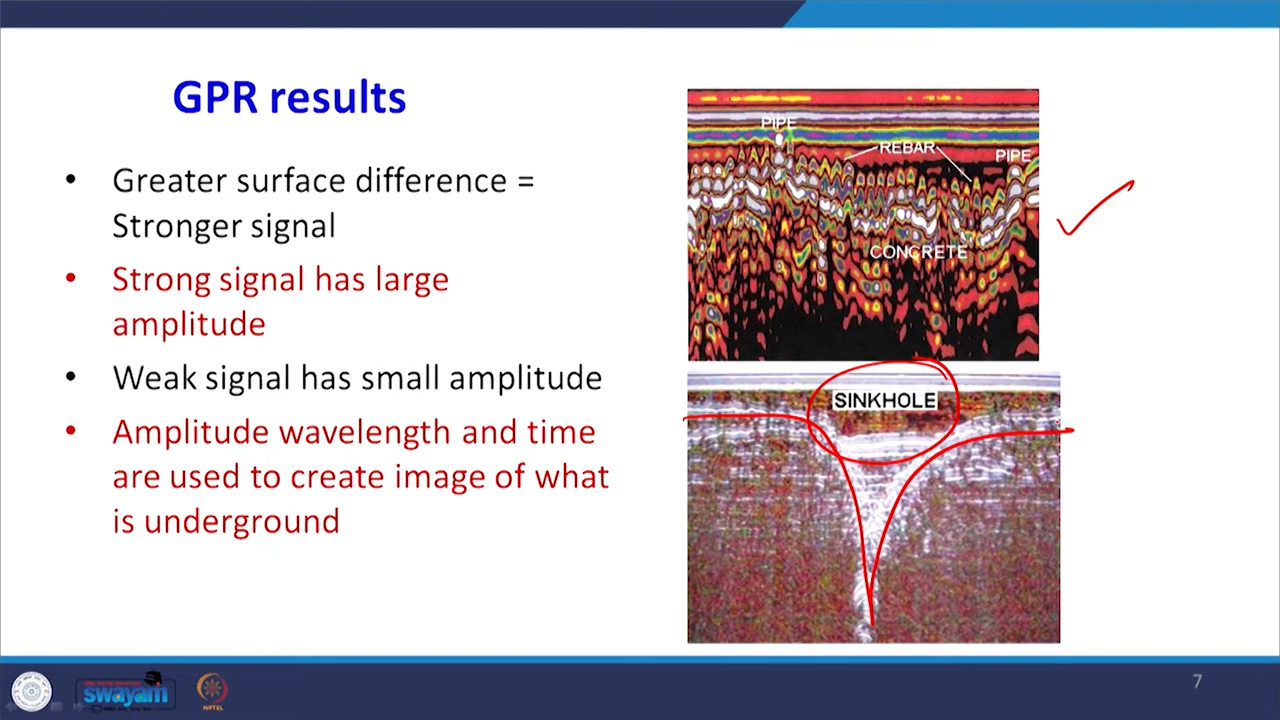 GPR results
• Greater surface difference =
Stronger signal
• Strong signal has large
amplitude
• Weak signal has small amplitude
• Amplitude wavelength and time
are used to create image of what
is underground
PIPE
REBAR
PIPE
CONCRETE
SINKHOLE
swayam
NPTEL
7